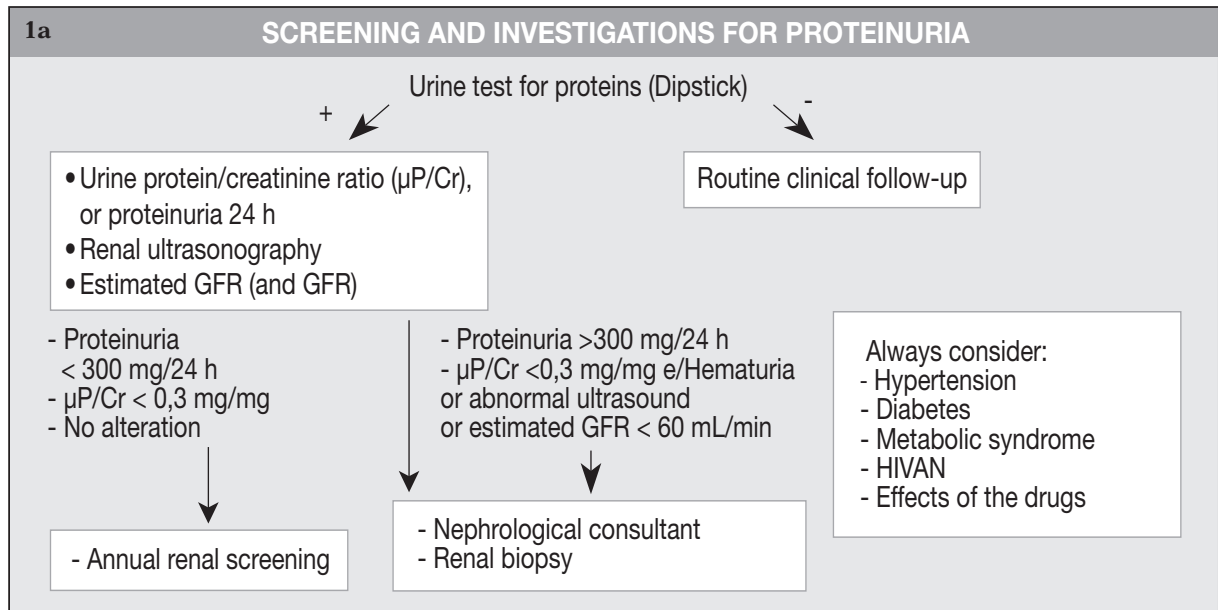 1a
SCREENING AND INVESTIGATIONS FOR PROTEINURIA
Urine test for proteins (Dipstick)
+
-
• Urine protein/creatinine ratio (µP/Cr),
or proteinuria 24 h
• Renal ultrasonography
• Estimated GFR (and GFR)
Routine clinical follow-up
- Proteinuria
< 300 mg/24 h
- µP/Cr < 0,3 mg/mg
- No alteration
- Proteinuria >300 mg/24 h
- µP/Cr <0,3 mg/mg e/Hematuria
or abnormal ultrasound
or estimated GFR < 60 mL/min
Always consider:
- Hypertension
- Diabetes
- Metabolic syndrome
- HIVAN
- Effects of the drugs
- Annual renal screening
- Nephrological consultant
- Renal biopsy